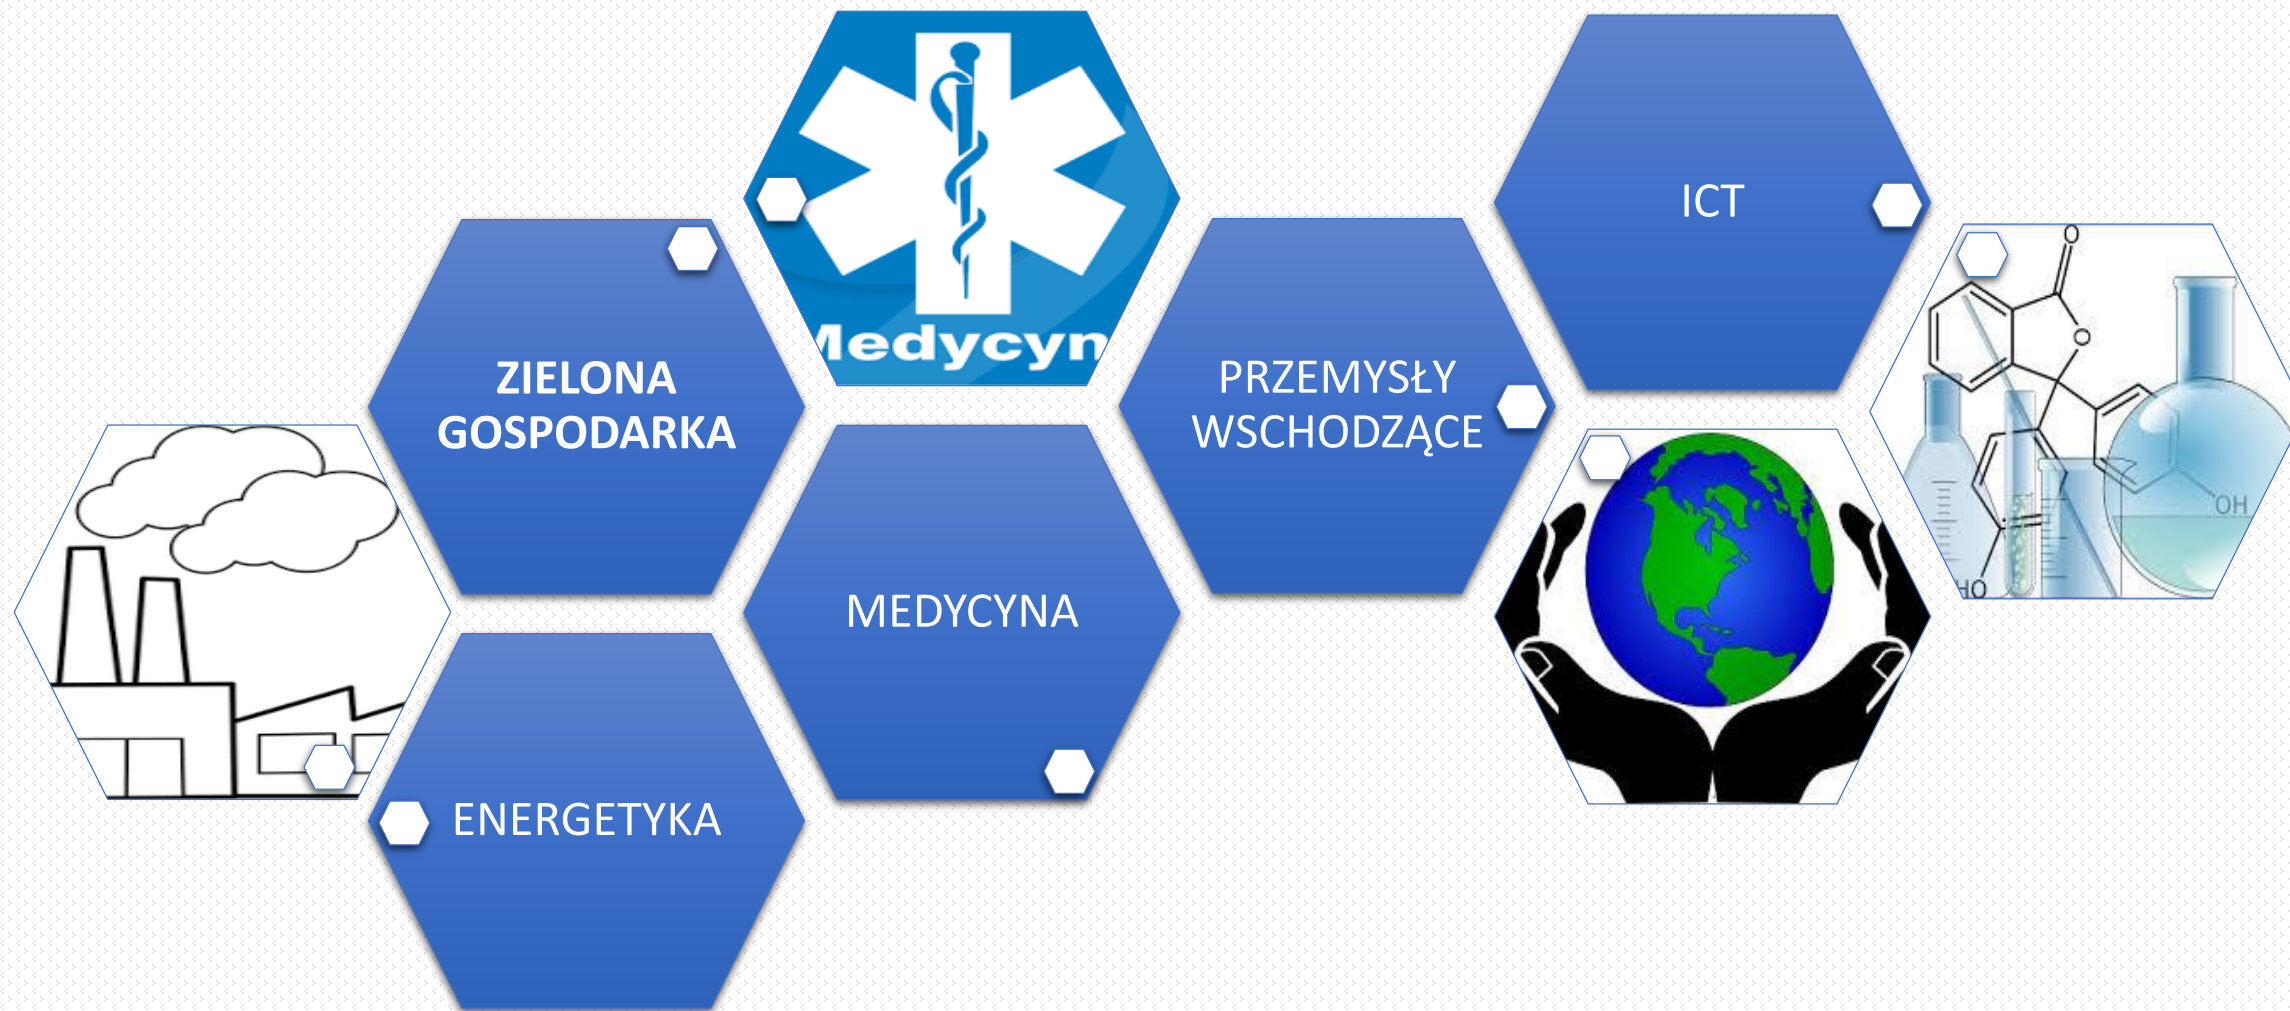 Medycyn
ICT
ZIELONA
GOSPODARKA
PRZEMYSŁY
WSCHODZĄCE
MEDYCYNA
ENERGETYKA
O
O
OH
HO